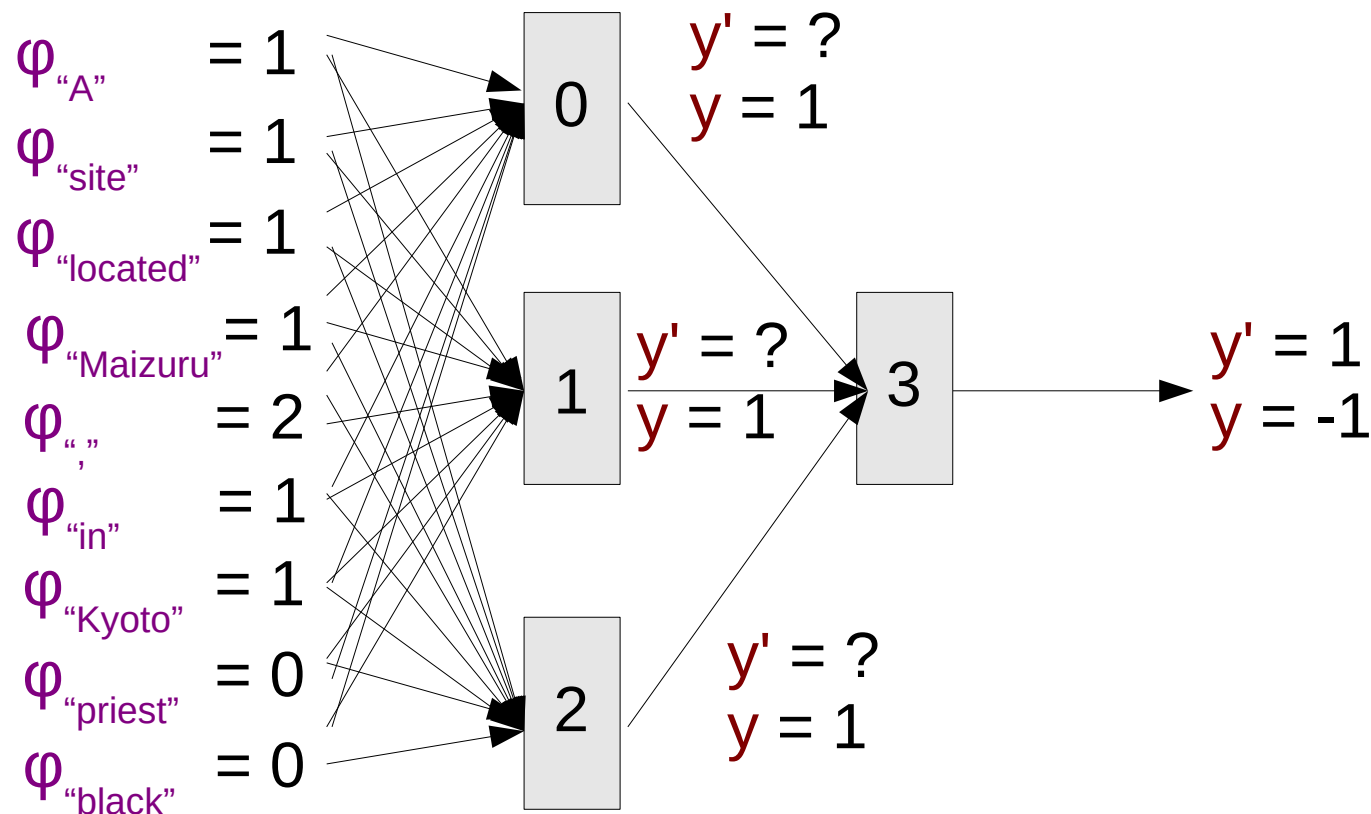 φ“A” = 1
φ“site” = 1
φ“located” = 1
φ“Maizuru” = 1
φ“,” = 2
φ“in” = 1
φ“Kyoto” = 1
φ“priest” = 0
φ“black” = 0
0
y' = ?
y = 1
1
y' = ?
y = 1
2
y' = ?
y = 1
3
y' = 1
y = -1